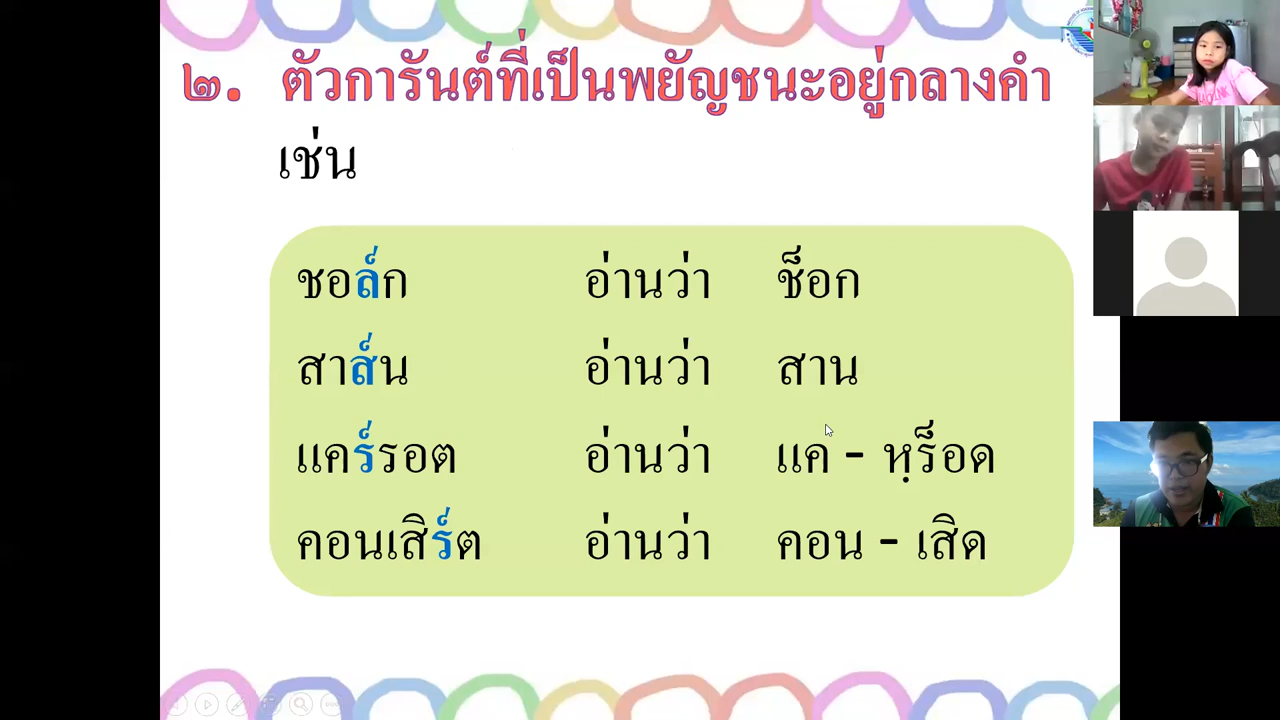 ๒. ตัวการันต์ที่เป็นพยัญชนะอยู่กลางคำ
เช่น
ชอล์ก อ่านว่า ช็อก
สาส์น อ่านว่า สาน
แคร์รอต อ่านว่า แค - หฺร็อด
คอนเสิร์ต อ่านว่า คอน - เสิด